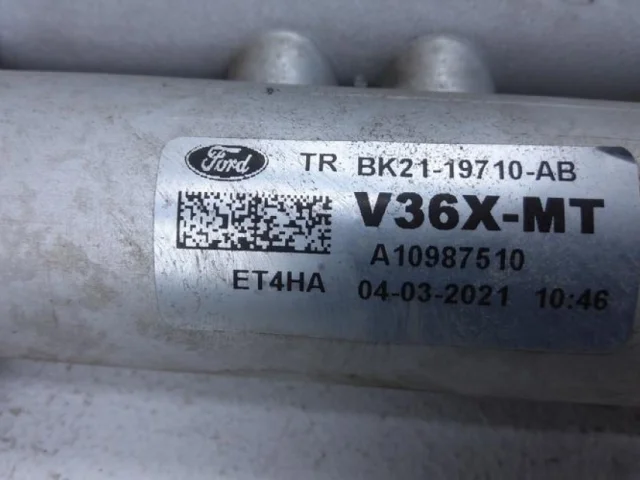 Ford TR BK21-19710-AB
V36X-MT
A10987510
ET4HA 04-03-2021 10:46